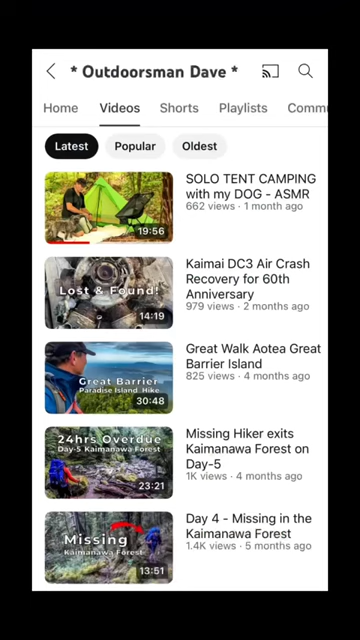 * Outdoorsman Dave *
Home Videos Shorts Playlists Commu
Latest Popular Oldest
SOLO TENT CAMPING
with my DOG - ASMR
662 views · 1 month ago
19:56
Kaimai DC3 Air Crash
Recovery for 60th
Anniversary
979 views · 2 months ago
Lost & Found!
14:19
Great Walk Aotea Great
Barrier Island
825 views · 4 months ago
Great Barrier
Paradise Island Hike
30:48
Missing Hiker exits
Kaimanawa Forest on
Day-5
1K views · 4 months ago
24hrs Overdue
Day-5 Kaimanawa Forest
23:21
Day 4 - Missing in the
Kaimanawa Forest
1.4K views · 5 months ago
Missing
Kaimanawa Forest
13:51